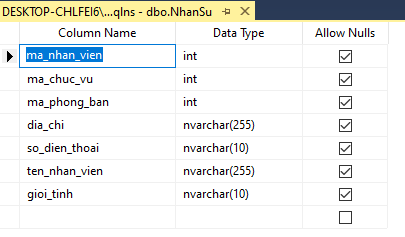 DESKTOP-CHLFEI6\...qlns - dbo.NhanSu
Column Name Data Type Allow Nulls
ma_nhan_vien int
ma_chuc_vu int
ma_phong_ban int
dia_chi nvarchar(255)
so_dien_thoai nvarchar(10)
ten_nhan_vien nvarchar(255)
gioi_tinh nvarchar(10)